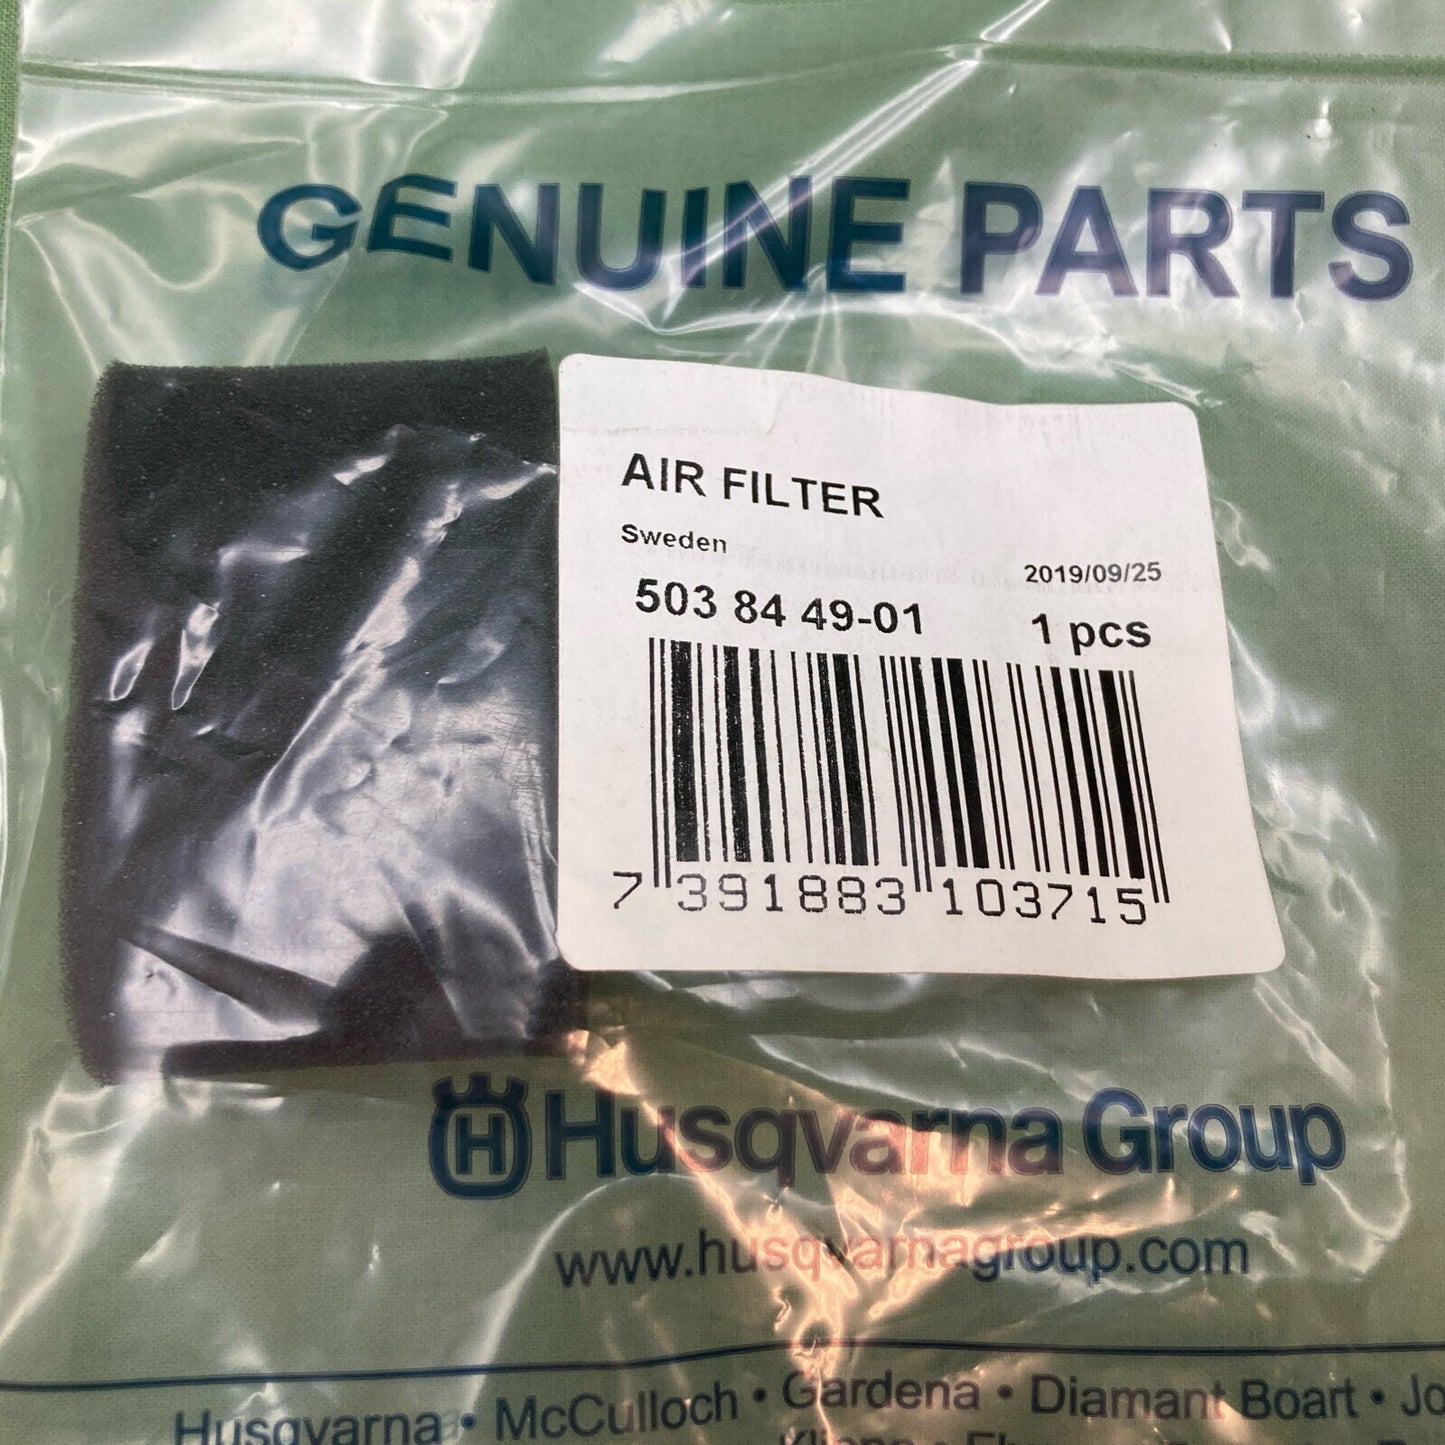 GENUINE PARTS
AIR FILTER
Sweden
2019/09/25
503 84 49-01
1 pcs
7 391883 103715
H Husqvarna Group
www.husqvarnagroup.com
Husqvarna • McCulloch • Gardena • Diamant Boart •